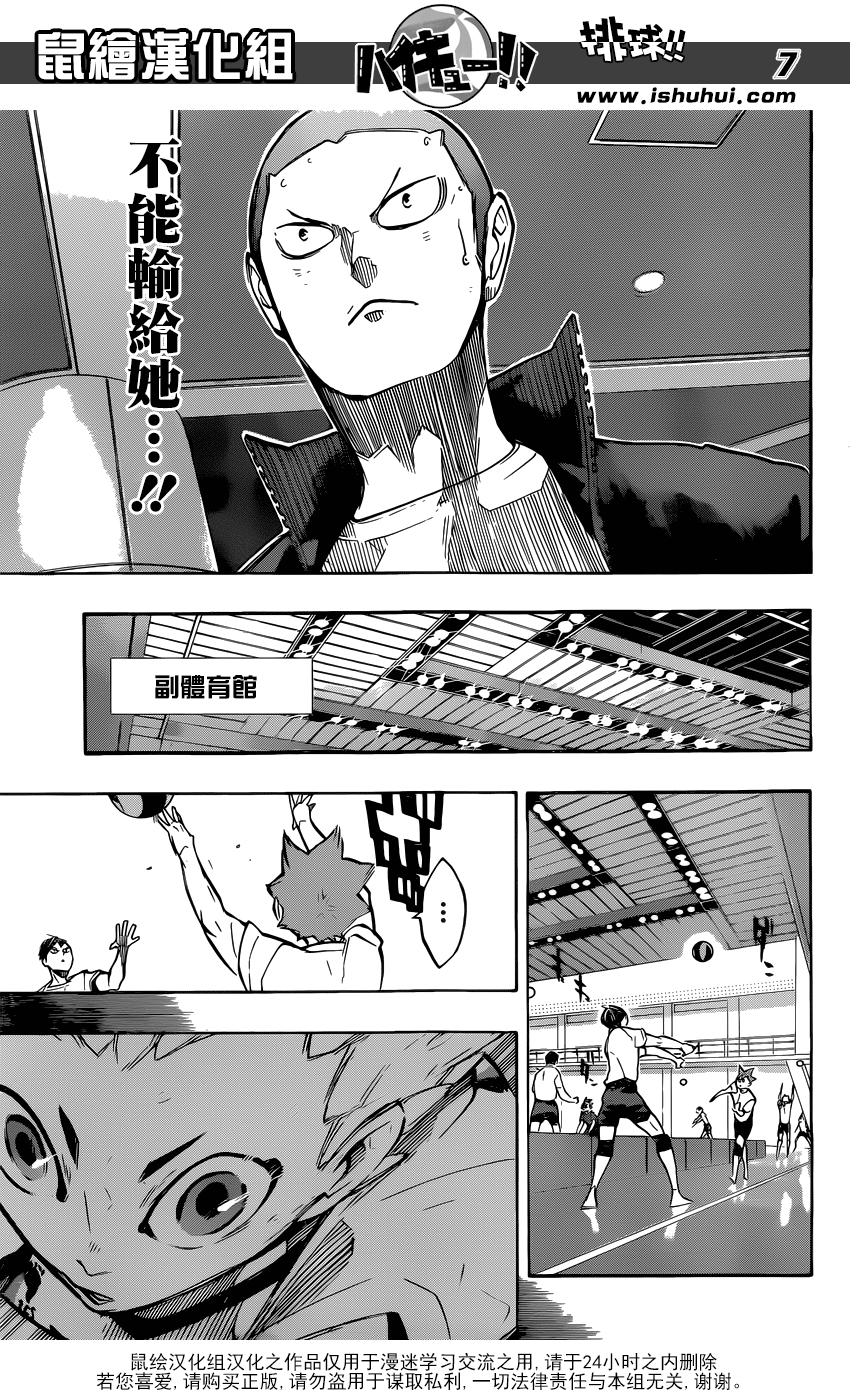 鼠繪漢化組
ハイキュー!!
排球!!
7
www.ishuhui.com
不能輸給她…!!
副體育館
…
鼠绘汉化组汉化之作品仅用于漫迷学习交流之用, 请于24小时之内删除
若您喜爱, 请购买正版, 请勿用于谋取私利, 一切法律责任与本组无关, 谢谢。